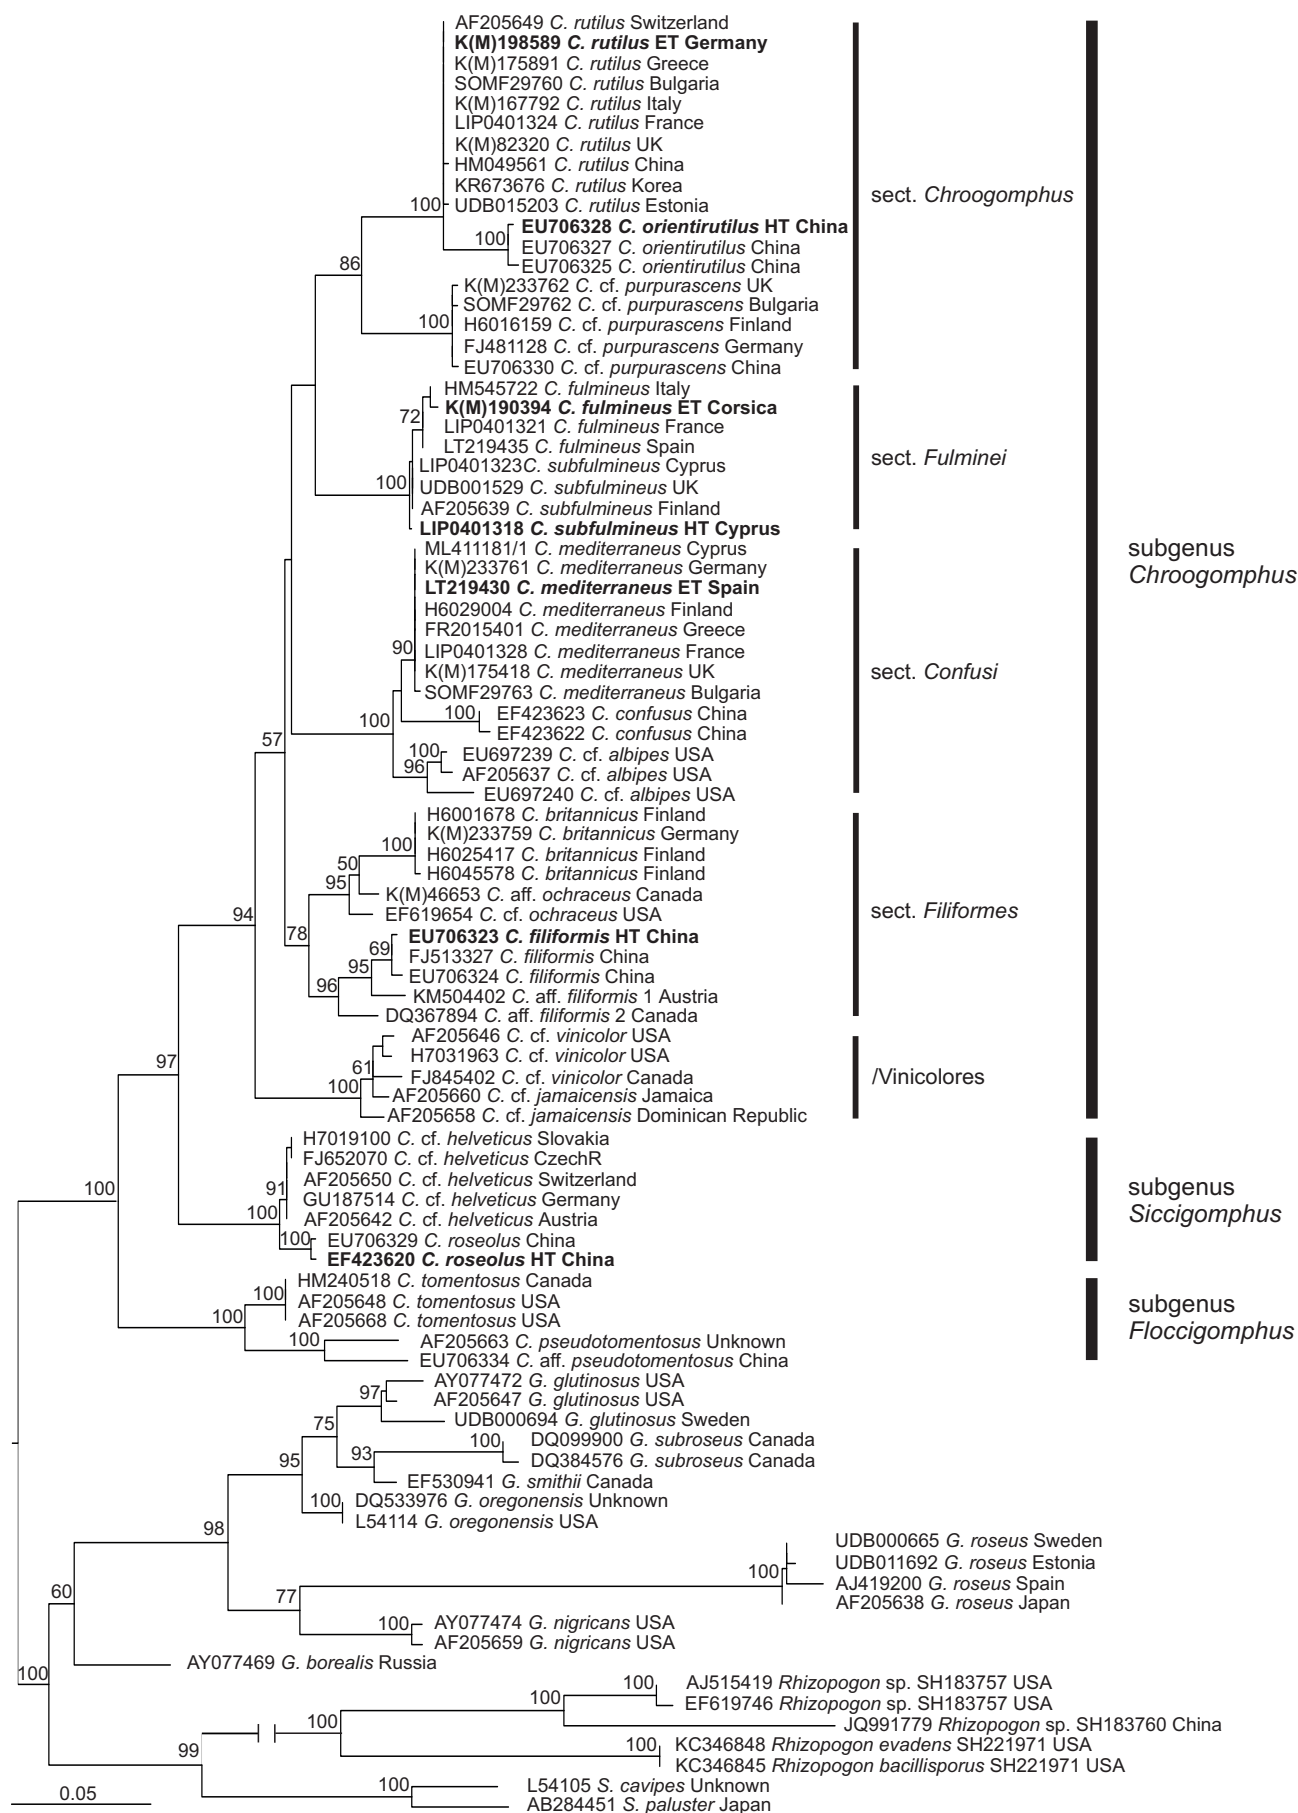 AF205649 C. rutilus Switzerland
K(M)198589 C. rutilus ET Germany
K(M)175891 C. rutilus Greece
SOMF29760 C. rutilus Bulgaria
K(M)167792 C. rutilus Italy
LIP0401324 C. rutilus France
K(M)82320 C. rutilus UK
HM049561 C. rutilus China
KR673676 C. rutilus Korea
100 UDB015203 C. rutilus Estonia
sect. Chroogomphus
EU706328 C. orientirutilus HT China
100 EU706327 C. orientirutilus China
EU706325 C. orientirutilus China
86
K(M)233762 C. cf. purpurascens UK
SOMF29762 C. cf. purpurascens Bulgaria
100 H6016159 C. cf. purpurascens Finland
FJ481128 C. cf. purpurascens Germany
EU706330 C. cf. purpurascens China
HM545722 C. fulmineus Italy
K(M)190394 C. fulmineus ET Corsica
72 LIP0401321 C. fulmineus France
LT219435 C. fulmineus Spain
sect. Fulminei
LIP0401323C. subfulmineus Cyprus
100 UDB001529 C. subfulmineus UK
AF205639 C. subfulmineus Finland
LIP0401318 C. subfulmineus HT Cyprus
ML411181/1 C. mediterraneus Cyprus
subgenus
Chroogomphus
K(M)233761 C. mediterraneus Germany
LT219430 C. mediterraneus ET Spain
H6029004 C. mediterraneus Finland
FR2015401 C. mediterraneus Greece
90 LIP0401328 C. mediterraneus France
K(M)175418 C. mediterraneus UK
sect. Confusi
SOMF29763 C. mediterraneus Bulgaria
100 100 EF423623 C. confusus China
EF423622 C. confusus China
57
100 EU697239 C. cf. albipes USA
96 AF205637 C. cf. albipes USA
EU697240 C. cf. albipes USA
H6001678 C. britannicus Finland
K(M)233759 C. britannicus Germany
100 H6025417 C. britannicus Finland
50 H6045578 C. britannicus Finland
95 K(M)46653 C. aff. ochraceus Canada
EF619654 C. cf. ochraceus USA
sect. Filiformes
94
78 EU706323 C. filiformis HT China
69 FJ513327 C. filiformis China
95 EU706324 C. filiformis China
96 KM504402 C. aff. filiformis 1 Austria
DQ367894 C. aff. filiformis 2 Canada
AF205646 C. cf. vinicolor USA
H7031963 C. cf. vinicolor USA
97
61 FJ845402 C. cf. vinicolor Canada
/Vinicolores
100 AF205660 C. cf. jamaicensis Jamaica
AF205658 C. cf. jamaicensis Dominican Republic
H7019100 C. cf. helveticus Slovakia
FJ652070 C. cf. helveticus CzechR
100
91 AF205650 C. cf. helveticus Switzerland
GU187514 C. cf. helveticus Germany
subgenus
Siccigomphus
100 AF205642 C. cf. helveticus Austria
100 EU706329 C. roseolus China
EF423620 C. roseolus HT China
HM240518 C. tomentosus Canada
100 AF205648 C. tomentosus USA
subgenus
Floccigomphus
100 AF205668 C. tomentosus USA
100 AF205663 C. pseudotomentosus Unknown
EU706334 C. aff. pseudotomentosus China
AY077472 G. glutinosus USA
97 AF205647 G. glutinosus USA
UDB000694 G. glutinosus Sweden
75
100 DQ099900 G. subroseus Canada
93 DQ384576 G. subroseus Canada
95 EF530941 G. smithii Canada
100 DQ533976 G. oregonensis Unknown
L54114 G. oregonensis USA
98
UDB000665 G. roseus Sweden
UDB011692 G. roseus Estonia
100 AJ419200 G. roseus Spain
AF205638 G. roseus Japan
60 77
100 AY077474 G. nigricans USA
AF205659 G. nigricans USA
AY077469 G. borealis Russia
100
100 AJ515419 Rhizopogon sp. SH183757 USA
100 EF619746 Rhizopogon sp. SH183757 USA
100 JQ991779 Rhizopogon sp. SH183760 China
100 KC346848 Rhizopogon evadens SH221971 USA
99 KC346845 Rhizopogon bacillisporus SH221971 USA
100 L54105 S. cavipes Unknown
AB284451 S. paluster Japan
0.05